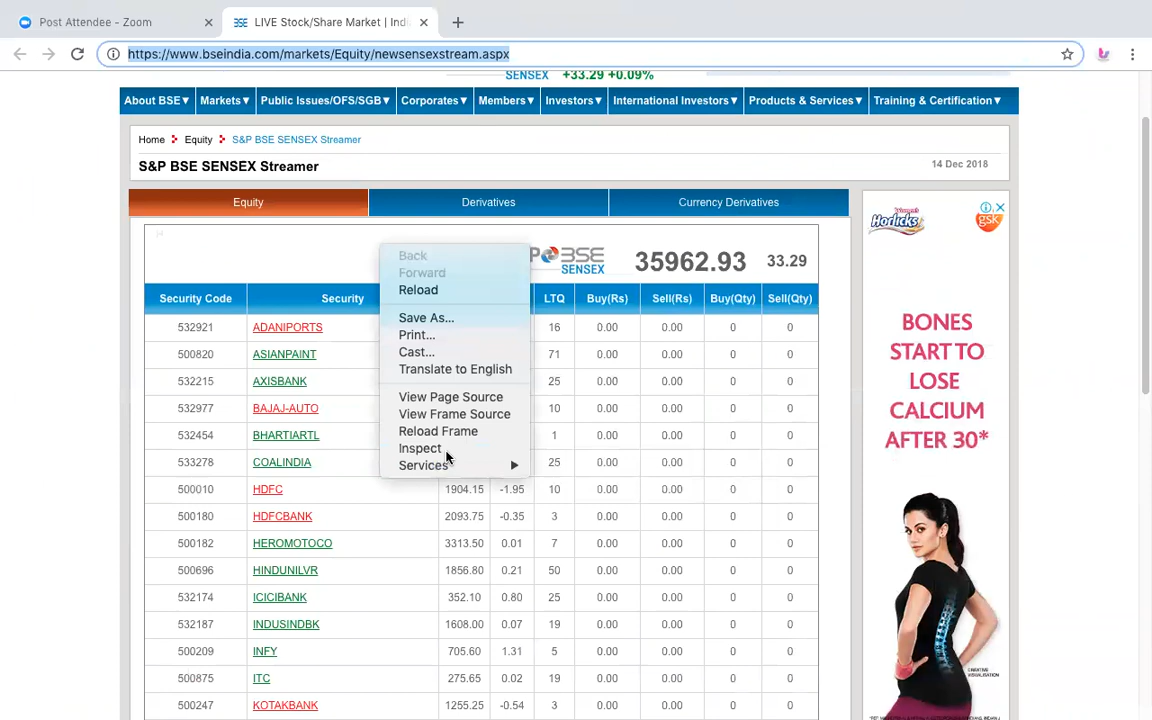 Post Attendee - Zoom
LIVE Stock/Share Market | Indi
https://www.bseindia.com/markets/Equity/newsensexstream.aspx
SENSEX +33.29 +0.09%
About BSE▼ Markets▼ Public Issues/OFS/SGB▼ Corporates▼ Members▼ Investors▼ International Investors▼ Products & Services▼ Training & Certification▼
Home Equity S&P BSE SENSEX Streamer
S&P BSE SENSEX Streamer 14 Dec 2018
Equity Derivatives Currency Derivatives
BSE SENSEX 35962.93 33.29
Security Code Security LTQ Buy(Rs) Sell(Rs) Buy(Qty) Sell(Qty)
532921 ADANIPORTS 16 0.00 0.00 0 0
500820 ASIANPAINT 71 0.00 0.00 0 0
532215 AXISBANK 25 0.00 0.00 0 0
532977 BAJAJ-AUTO 10 0.00 0.00 0 0
532454 BHARTIARTL 1 0.00 0.00 0 0
533278 COALINDIA 25 0.00 0.00 0 0
500010 HDFC 1904.15 -1.95 10 0.00 0.00 0 0
500180 HDFCBANK 2093.75 -0.35 3 0.00 0.00 0 0
500182 HEROMOTOCO 3313.50 0.01 7 0.00 0.00 0 0
500696 HINDUNILVR 1856.80 0.21 50 0.00 0.00 0 0
532174 ICICIBANK 352.10 0.80 25 0.00 0.00 0 0
532187 INDUSINDBK 1608.00 0.07 19 0.00 0.00 0 0
500209 INFY 705.60 1.31 5 0.00 0.00 0 0
500875 ITC 275.65 0.02 19 0.00 0.00 0 0
500247 KOTAKBANK 1255.25 -0.54 3 0.00 0.00 0 0
Back
Forward
Reload
Save As...
Print...
Cast...
Translate to English
View Page Source
View Frame Source
Reload Frame
Inspect
Services
Women's
Horlicks
gsk
BONES
START TO
LOSE
CALCIUM
AFTER 30*